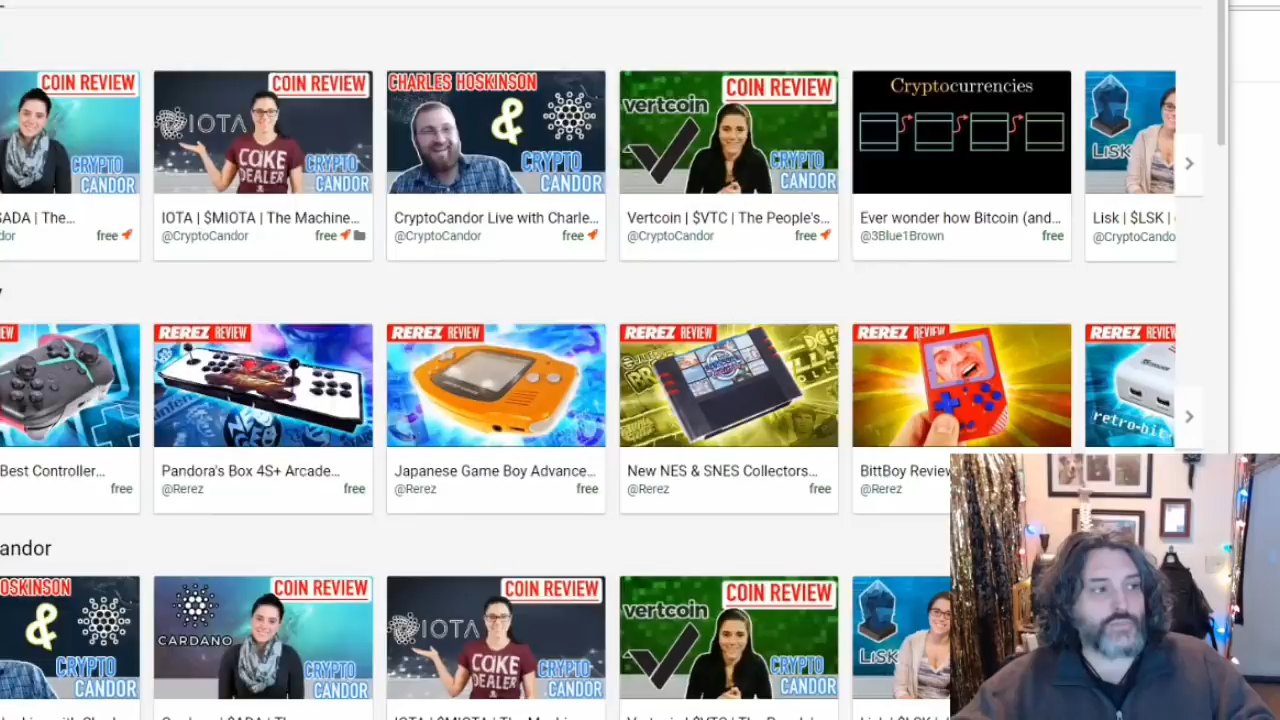 COIN REVIEW
CRYPTO
CANDOR
$ADA | The...
free
COIN REVIEW
IOTA
CAKE
DEALER
CRYPTO
CANDOR
IOTA | $MIOTA | The Machine...
@CryptoCandor
free
CHARLES HOSKINSON
&
CRYPTO
CANDOR
CryptoCandor Live with Charle...
@CryptoCandor
free
vertcoin
COIN REVIEW
CRYPTO
CANDOR
Vertcoin | $VTC | The People's...
@CryptoCandor
free
Cryptocurrencies
Ever wonder how Bitcoin (and...
@3Blue1Brown
free
LISK
Lisk | $LSK |
@CryptoCando
Best Controller...
free
REREZ REVIEW
Pandora's Box 4S+ Arcade...
@Rerez
free
REREZ REVIEW
Japanese Game Boy Advance...
@Rerez
free
REREZ REVIEW
New NES & SNES Collectors...
@Rerez
free
REREZ REVIEW
BittBoy Review
@Rerez
REREZ REVIEW
retro-bit
andor
OSKINSON
&
CRYPTO
CANDOR
COIN REVIEW
CARDANO
CRYPTO
CANDOR
COIN REVIEW
IOTA
CAKE
DEALER
CRYPTO
CANDOR
vertcoin
COIN REVIEW
CRYPTO
CANDOR
LISK